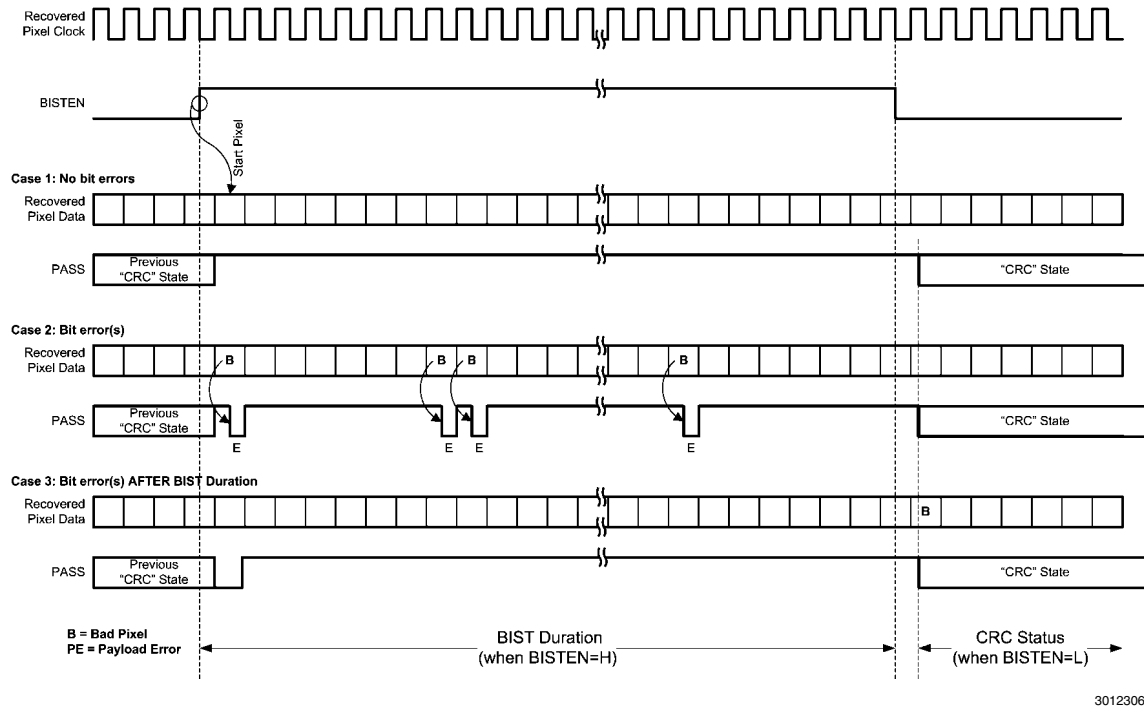 Recovered
Pixel Clock
BISTEN
Start Pixel
Case 1: No bit errors
Recovered
Pixel Data
PASS
Previous
"CRC" State
"CRC" State
Case 2: Bit error(s)
Recovered
Pixel Data
B
B
B
B
PASS
Previous
"CRC" State
"CRC" State
E
E
E
E
Case 3: Bit error(s) AFTER BIST Duration
Recovered
Pixel Data
B
PASS
Previous
"CRC" State
"CRC" State
B = Bad Pixel
PE = Payload Error
BIST Duration
(when BISTEN=H)
CRC Status
(when BISTEN=L)
3012306